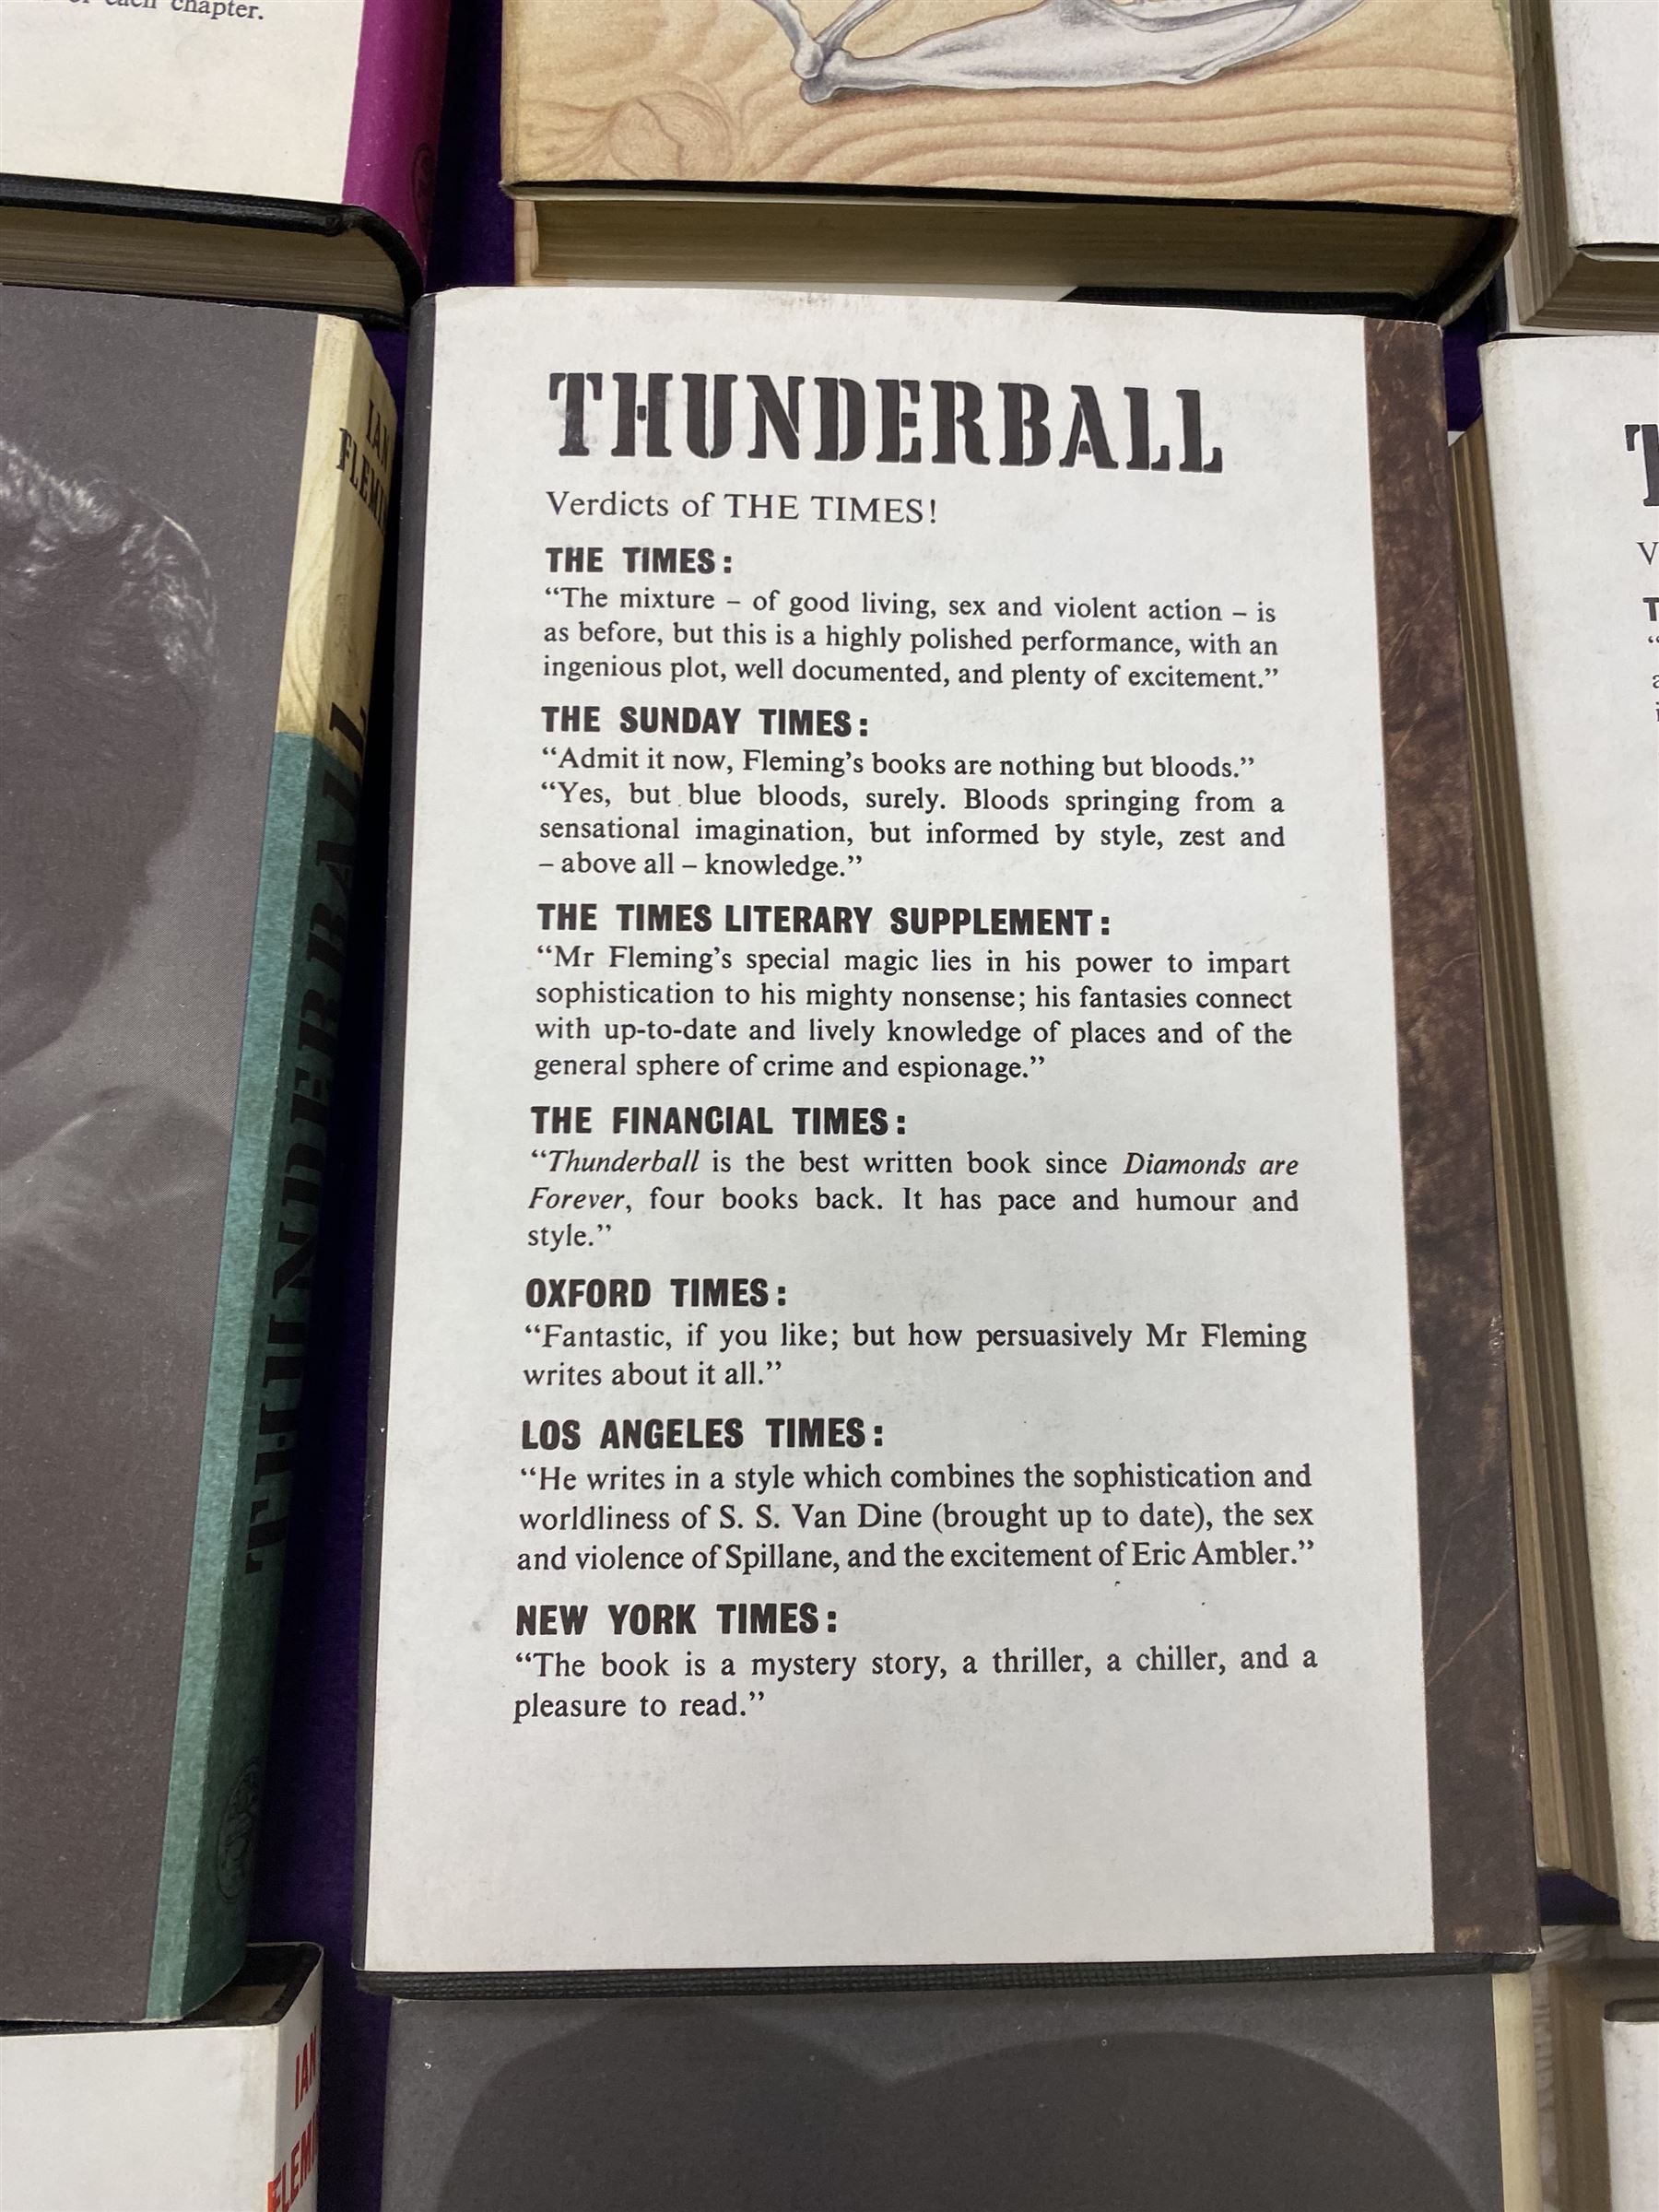 each chapter.
IAN
THUNDERBALL
THUNDERBALL
Verdicts of THE TIMES!
THE TIMES:
“The mixture – of good living, sex and violent action – is
as before, but this is a highly polished performance, with an
ingenious plot, well documented, and plenty of excitement.”
THE SUNDAY TIMES:
“Admit it now, Fleming’s books are nothing but bloods.”
“Yes, but blue bloods, surely. Bloods springing from a
sensational imagination, but informed by style, zest and
– above all – knowledge.”
THE TIMES LITERARY SUPPLEMENT:
“Mr Fleming’s special magic lies in his power to impart
sophistication to his mighty nonsense; his fantasies connect
with up-to-date and lively knowledge of places and of the
general sphere of crime and espionage.”
THE FINANCIAL TIMES:
“Thunderball is the best written book since Diamonds are
Forever, four books back. It has pace and humour and
style.”
OXFORD TIMES:
“Fantastic, if you like; but how persuasively Mr Fleming
writes about it all.”
LOS ANGELES TIMES:
“He writes in a style which combines the sophistication and
worldliness of S. S. Van Dine (brought up to date), the sex
and violence of Spillane, and the excitement of Eric Ambler.”
NEW YORK TIMES:
“The book is a mystery story, a thriller, a chiller, and a
pleasure to read.”
IAN